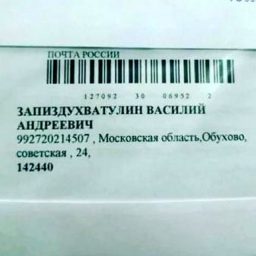 ПОЧТА РОССИИ
127092 30 06952 2
ЗАПИЗДУХВАТУЛИН ВАСИЛИЙ
АНДРЕЕВИЧ
992720214507 , Московская область,Обухово,
советская , 24,
142440